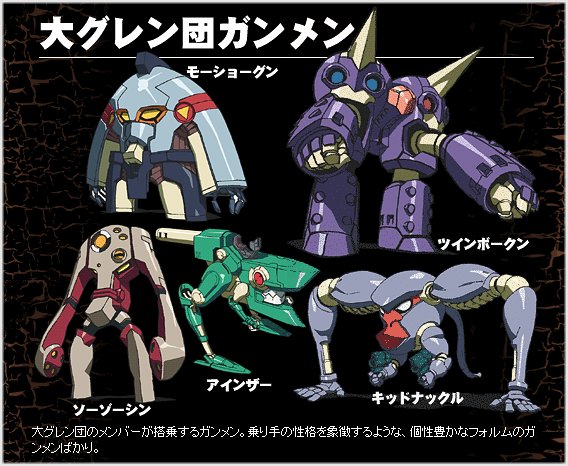 大グレン団ガンメン
モーショーグン
ツインボークン
アインザー
キッドナックル
ソーゾーシン
大グレン団のメンバーが搭乗するガンメン。乗り手の性格を象徴するような、個性豊かなフォルムのガ
ンメンばかり。